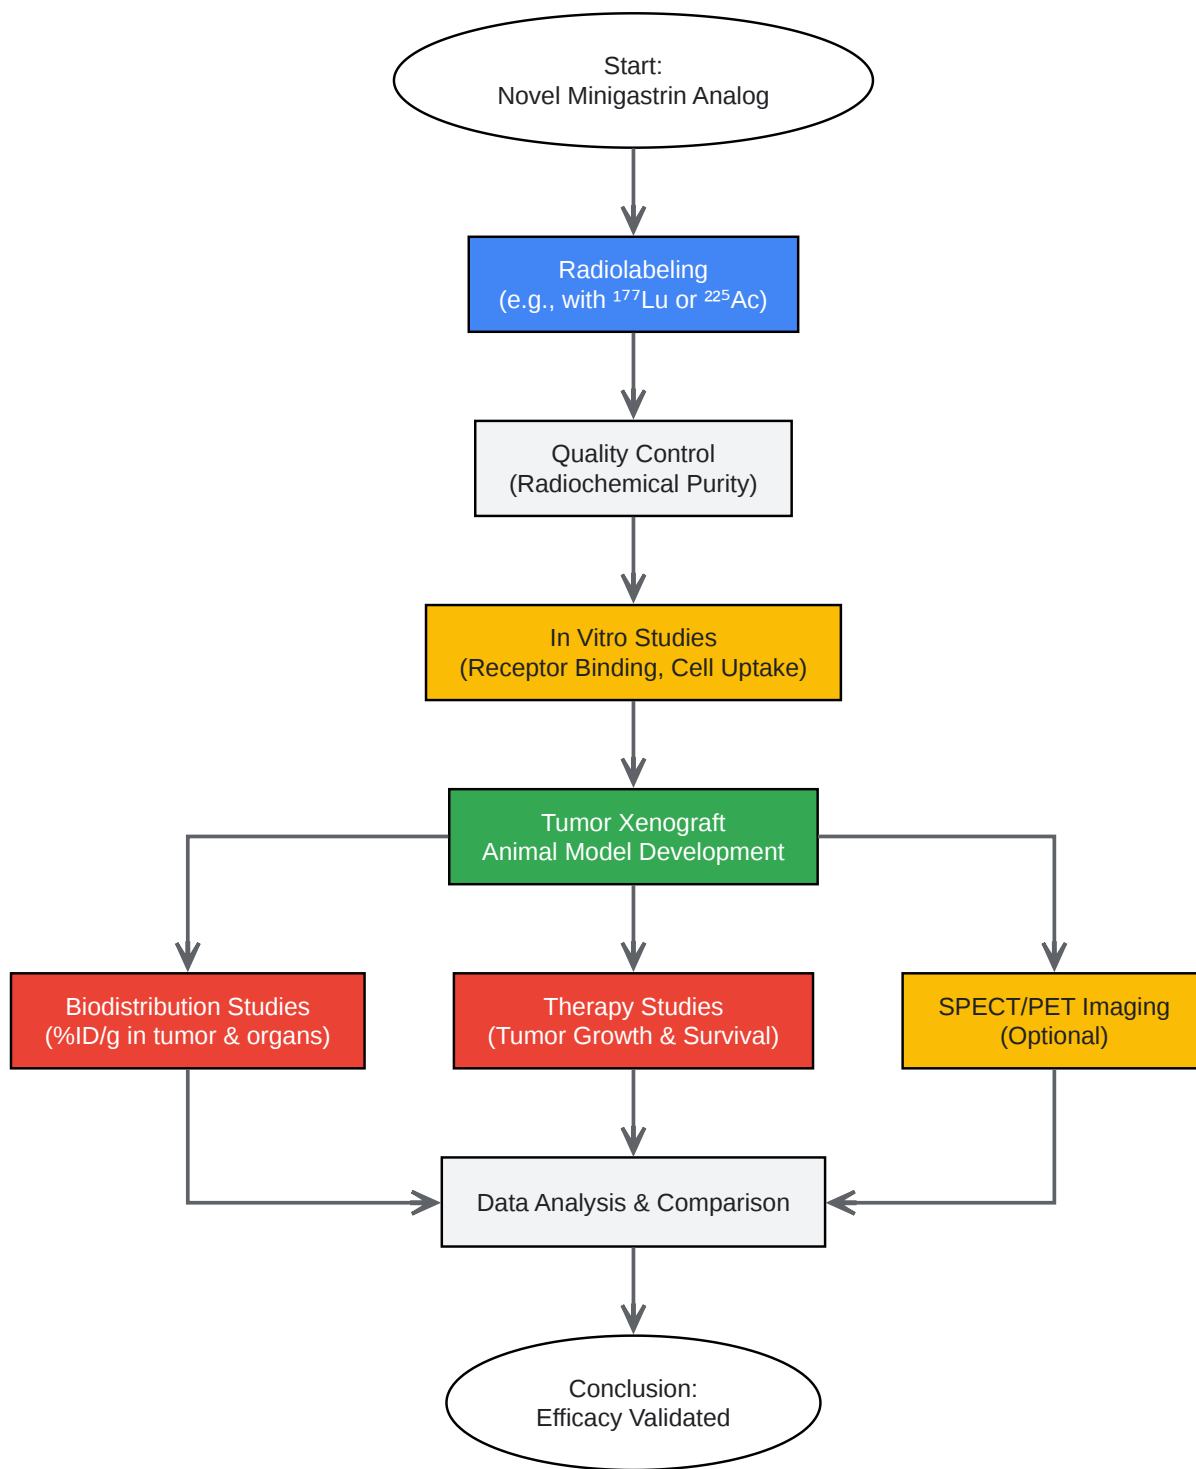 Start:
Novel Minigastrin Analog
Radiolabeling
(e.g., with ¹⁷⁷Lu or ²²⁵Ac)
Quality Control
(Radiochemical Purity)
In Vitro Studies
(Receptor Binding, Cell Uptake)
Tumor Xenograft
Animal Model Development
Biodistribution Studies
(%ID/g in tumor & organs)
Therapy Studies
(Tumor Growth & Survival)
SPECT/PET Imaging
(Optional)
Data Analysis & Comparison
Conclusion:
Efficacy Validated